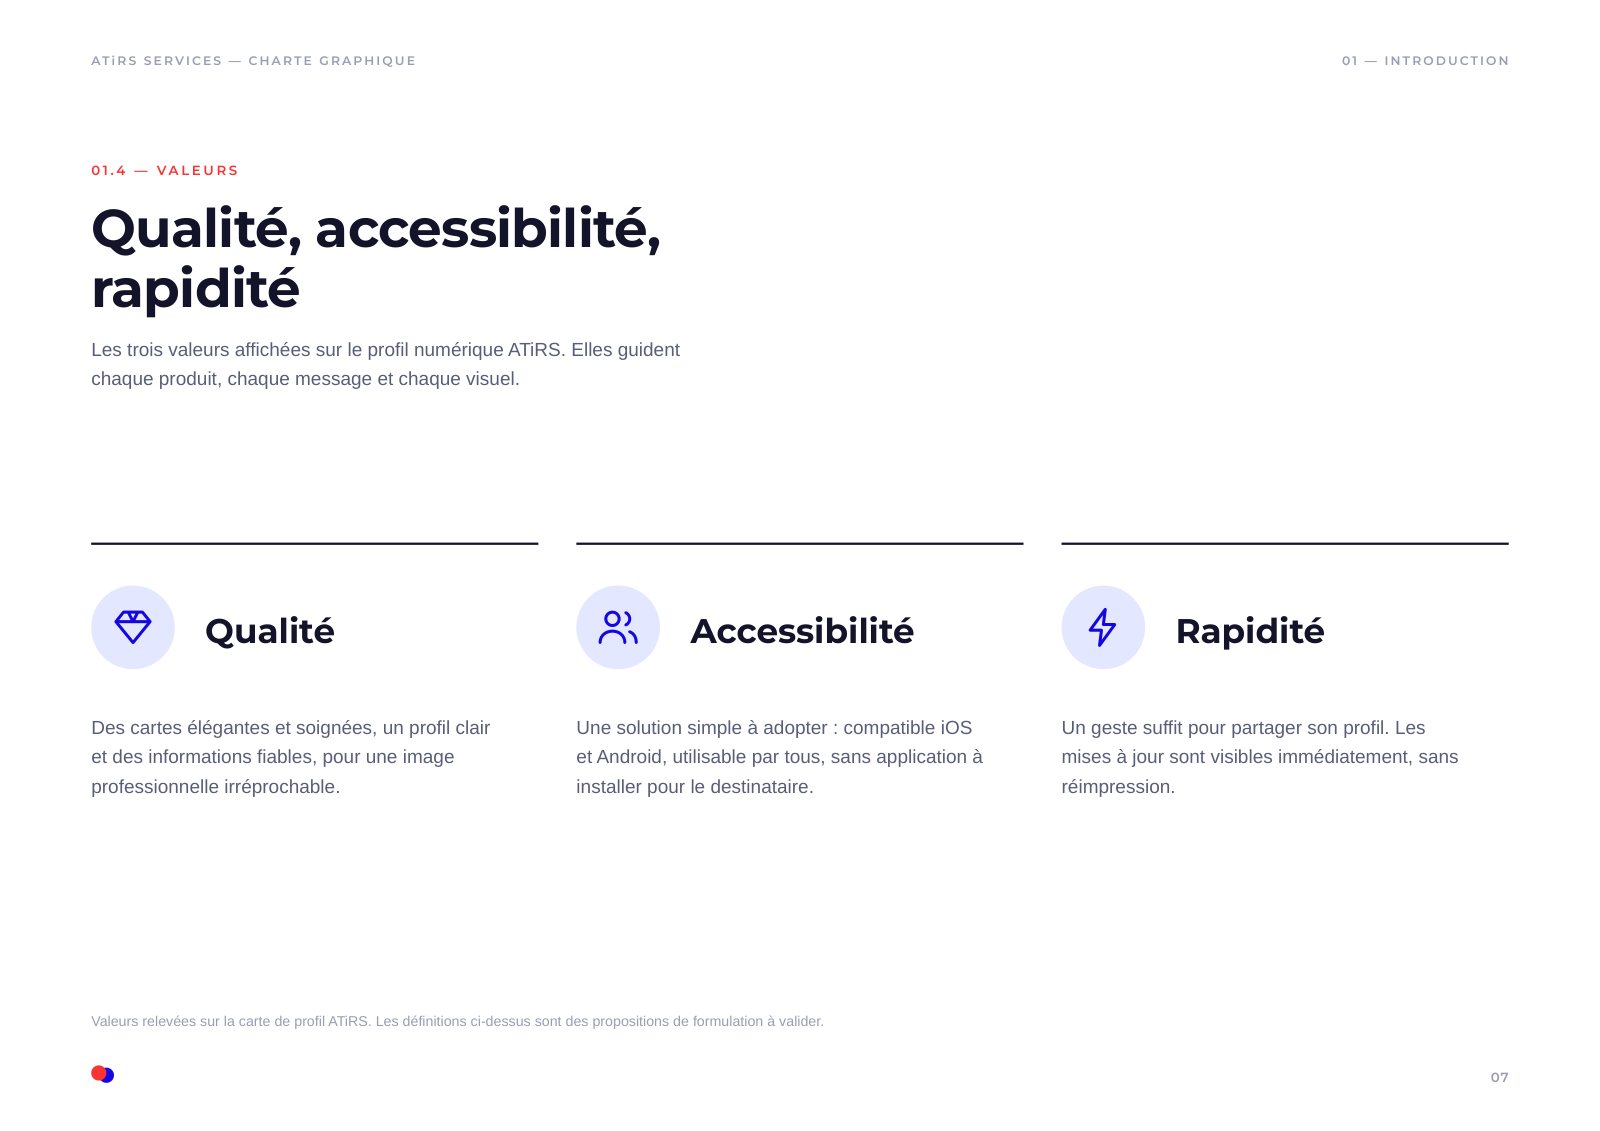 ATiRS SERVICES — CHARTE GRAPHIQUE
01 — INTRODUCTION
01.4 — VALEURS
Qualité, accessibilité,
rapidité
Les trois valeurs affichées sur le profil numérique ATiRS. Elles guident
chaque produit, chaque message et chaque visuel.
Qualité
Des cartes élégantes et soignées, un profil clair
et des informations fiables, pour une image
professionnelle irréprochable.
Accessibilité
Une solution simple à adopter : compatible iOS
et Android, utilisable par tous, sans application à
installer pour le destinataire.
Rapidité
Un geste suffit pour partager son profil. Les
mises à jour sont visibles immédiatement, sans
réimpression.
Valeurs relevées sur la carte de profil ATiRS. Les définitions ci-dessus sont des propositions de formulation à valider.
07